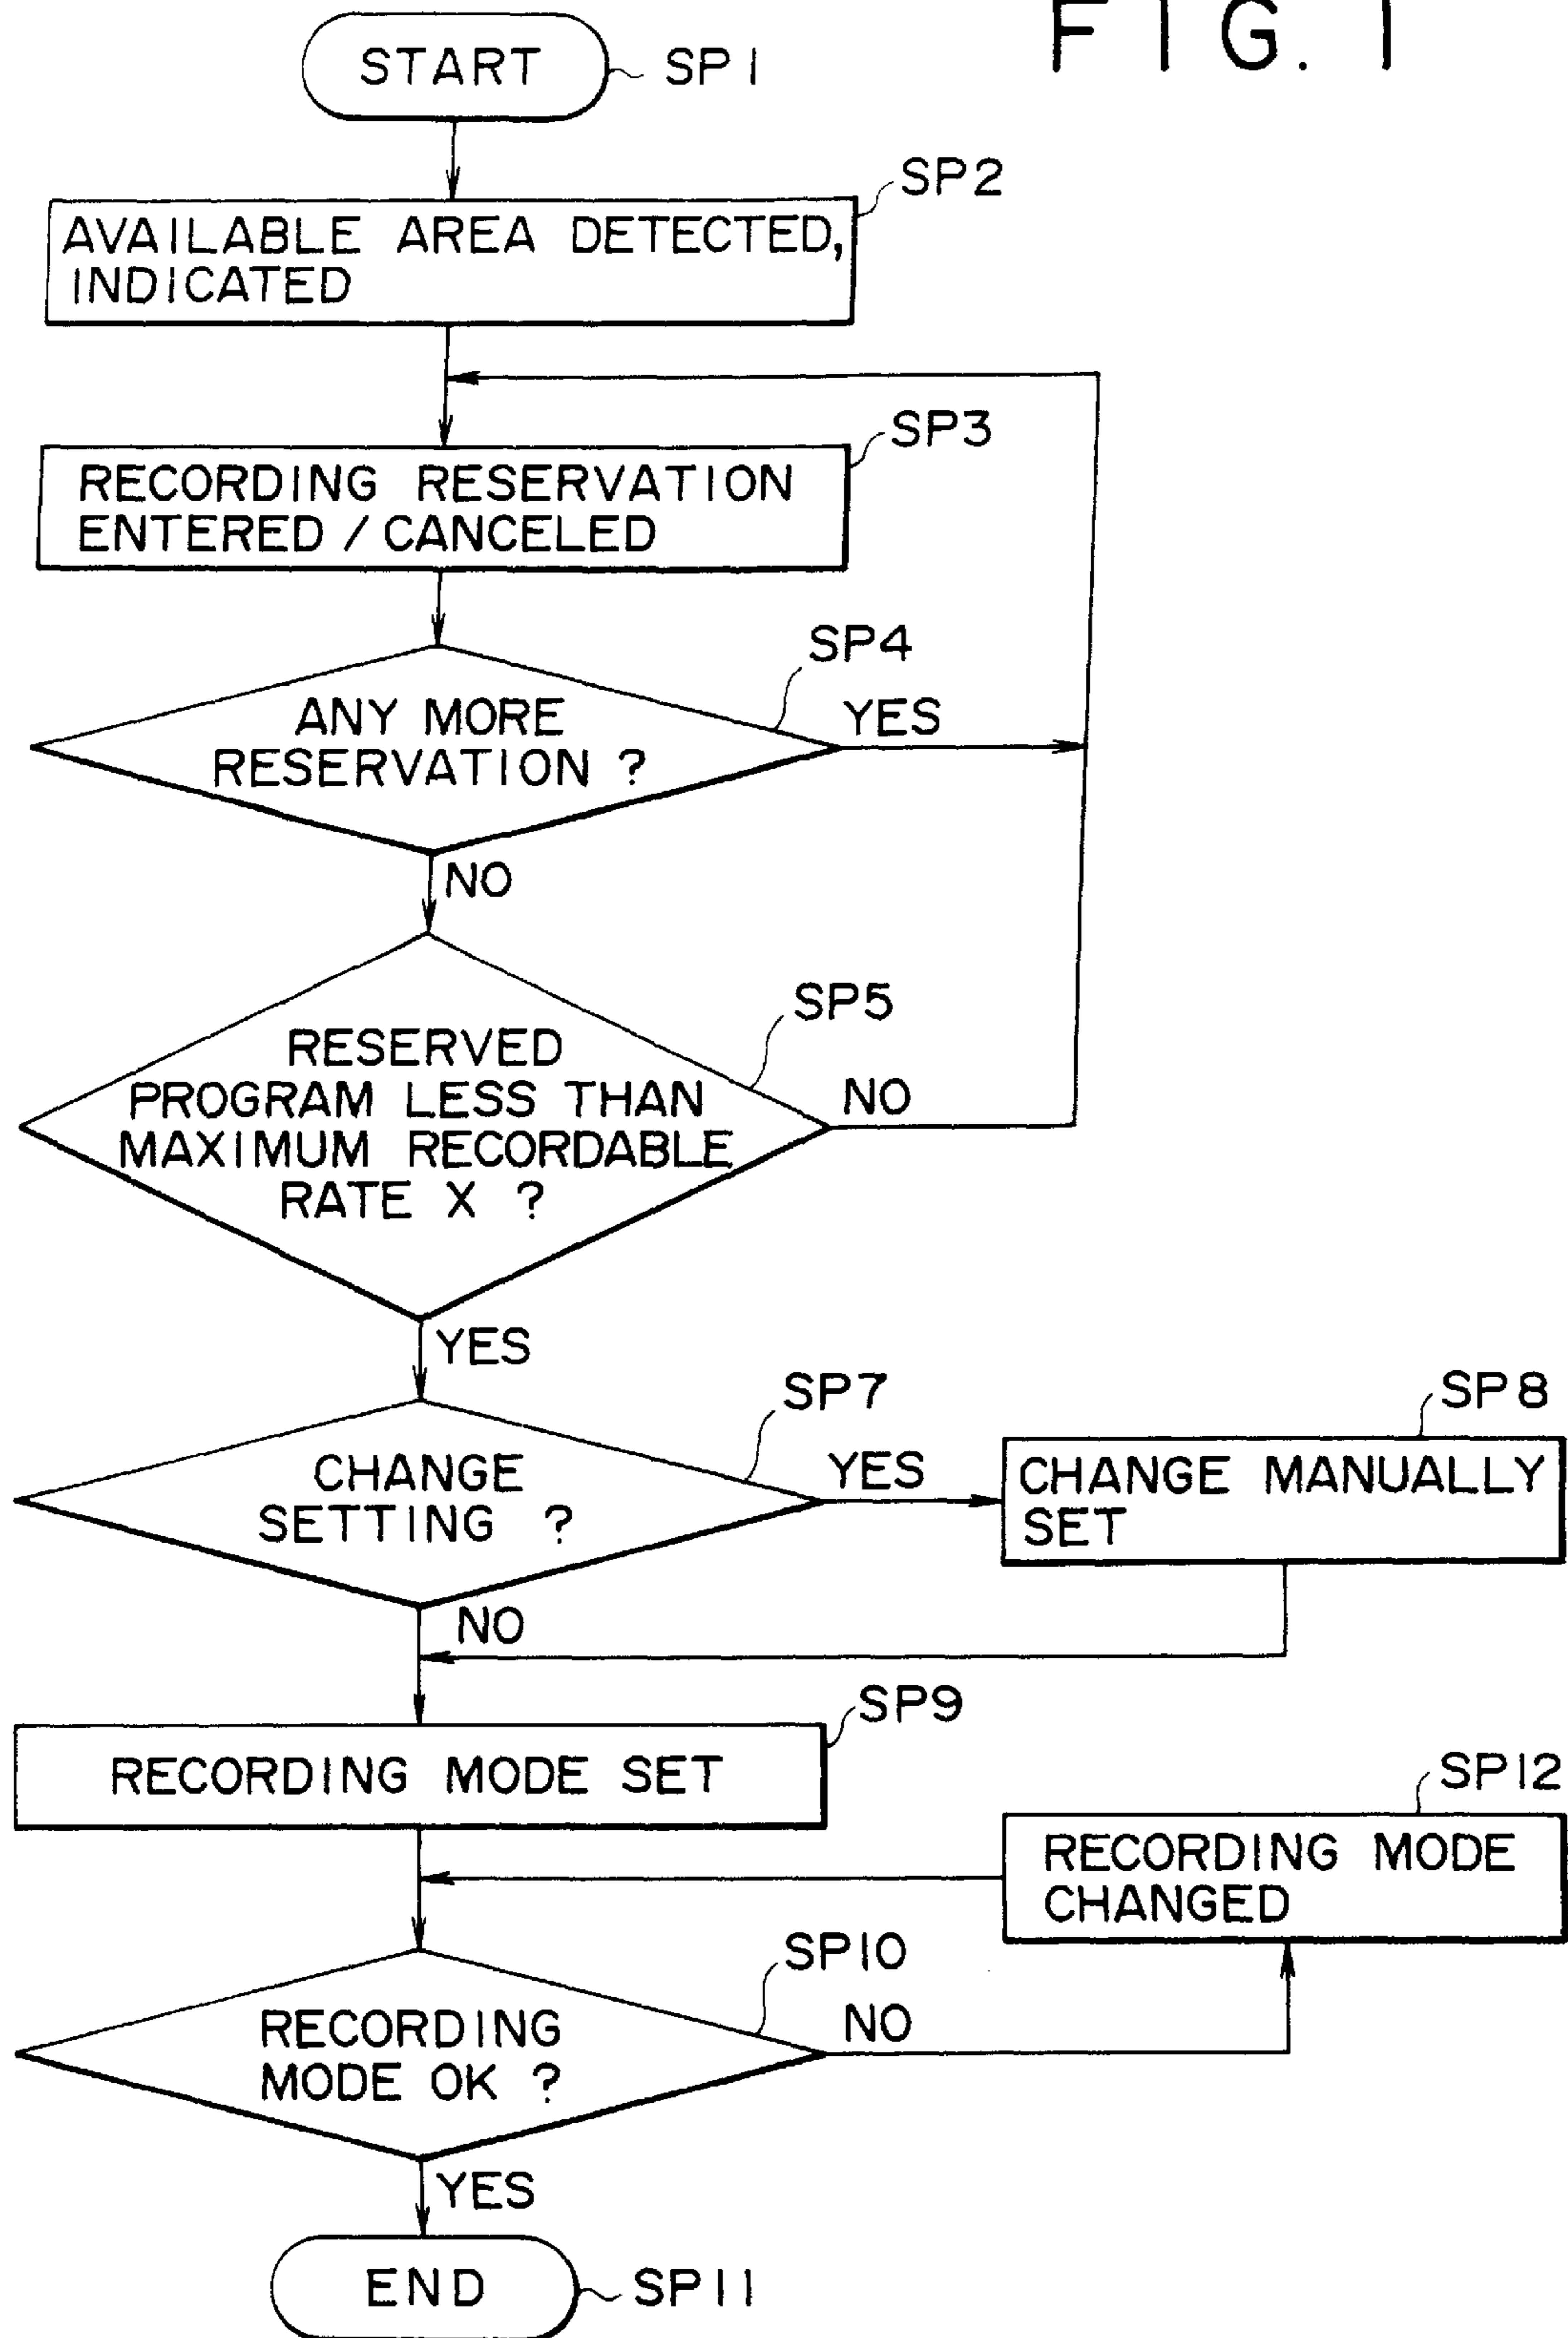 FIG. 1
START
SP1
SP2
AVAILABLE AREA DETECTED,
INDICATED
SP3
RECORDING RESERVATION
ENTERED / CANCELED
SP4
ANY MORE
RESERVATION ?
YES
NO
SP5
RESERVED
PROGRAM LESS THAN
MAXIMUM RECORDABLE
RATE X ?
NO
YES
SP7
CHANGE
SETTING ?
YES
SP8
CHANGE MANUALLY
SET
NO
SP9
RECORDING MODE SET
SP12
RECORDING MODE
CHANGED
SP10
RECORDING
MODE OK ?
NO
YES
END
SP11